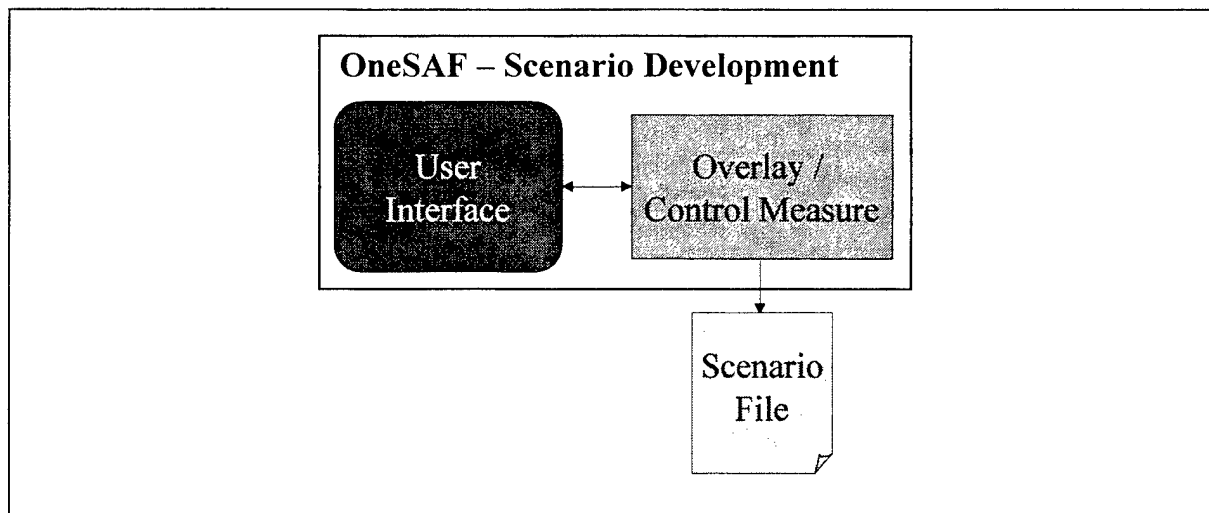 OneSAF – Scenario Development
User
Interface
Overlay /
Control Measure
Scenario
File